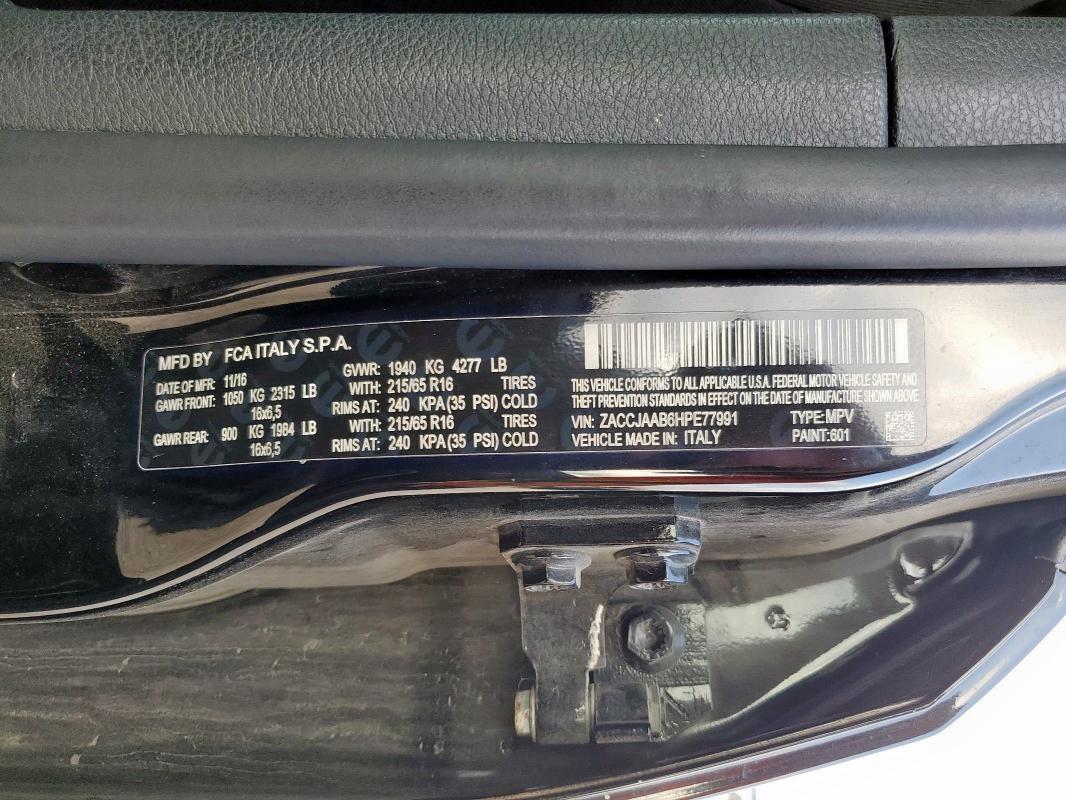 MFD BY FCA ITALY S.P.A.
DATE OF MFR: 11/16 GVWR: 1940 KG 4277 LB
GAWR FRONT: 1050 KG 2315 LB WITH: 215/65 R16 TIRES
16x6,5 RIMS AT: 240 KPA (35 PSI) COLD
GAWR REAR: 900 KG 1984 LB WITH: 215/65 R16 TIRES
16x6,5 RIMS AT: 240 KPA (35 PSI) COLD
THIS VEHICLE CONFORMS TO ALL APPLICABLE U.S.A. FEDERAL MOTOR VEHICLE SAFETY AND
THEFT PREVENTION STANDARDS IN EFFECT ON THE DATE OF MANUFACTURE SHOWN ABOVE
VIN: ZACCJAAB6HPE77991 TYPE:MPV
VEHICLE MADE IN: ITALY PAINT:601